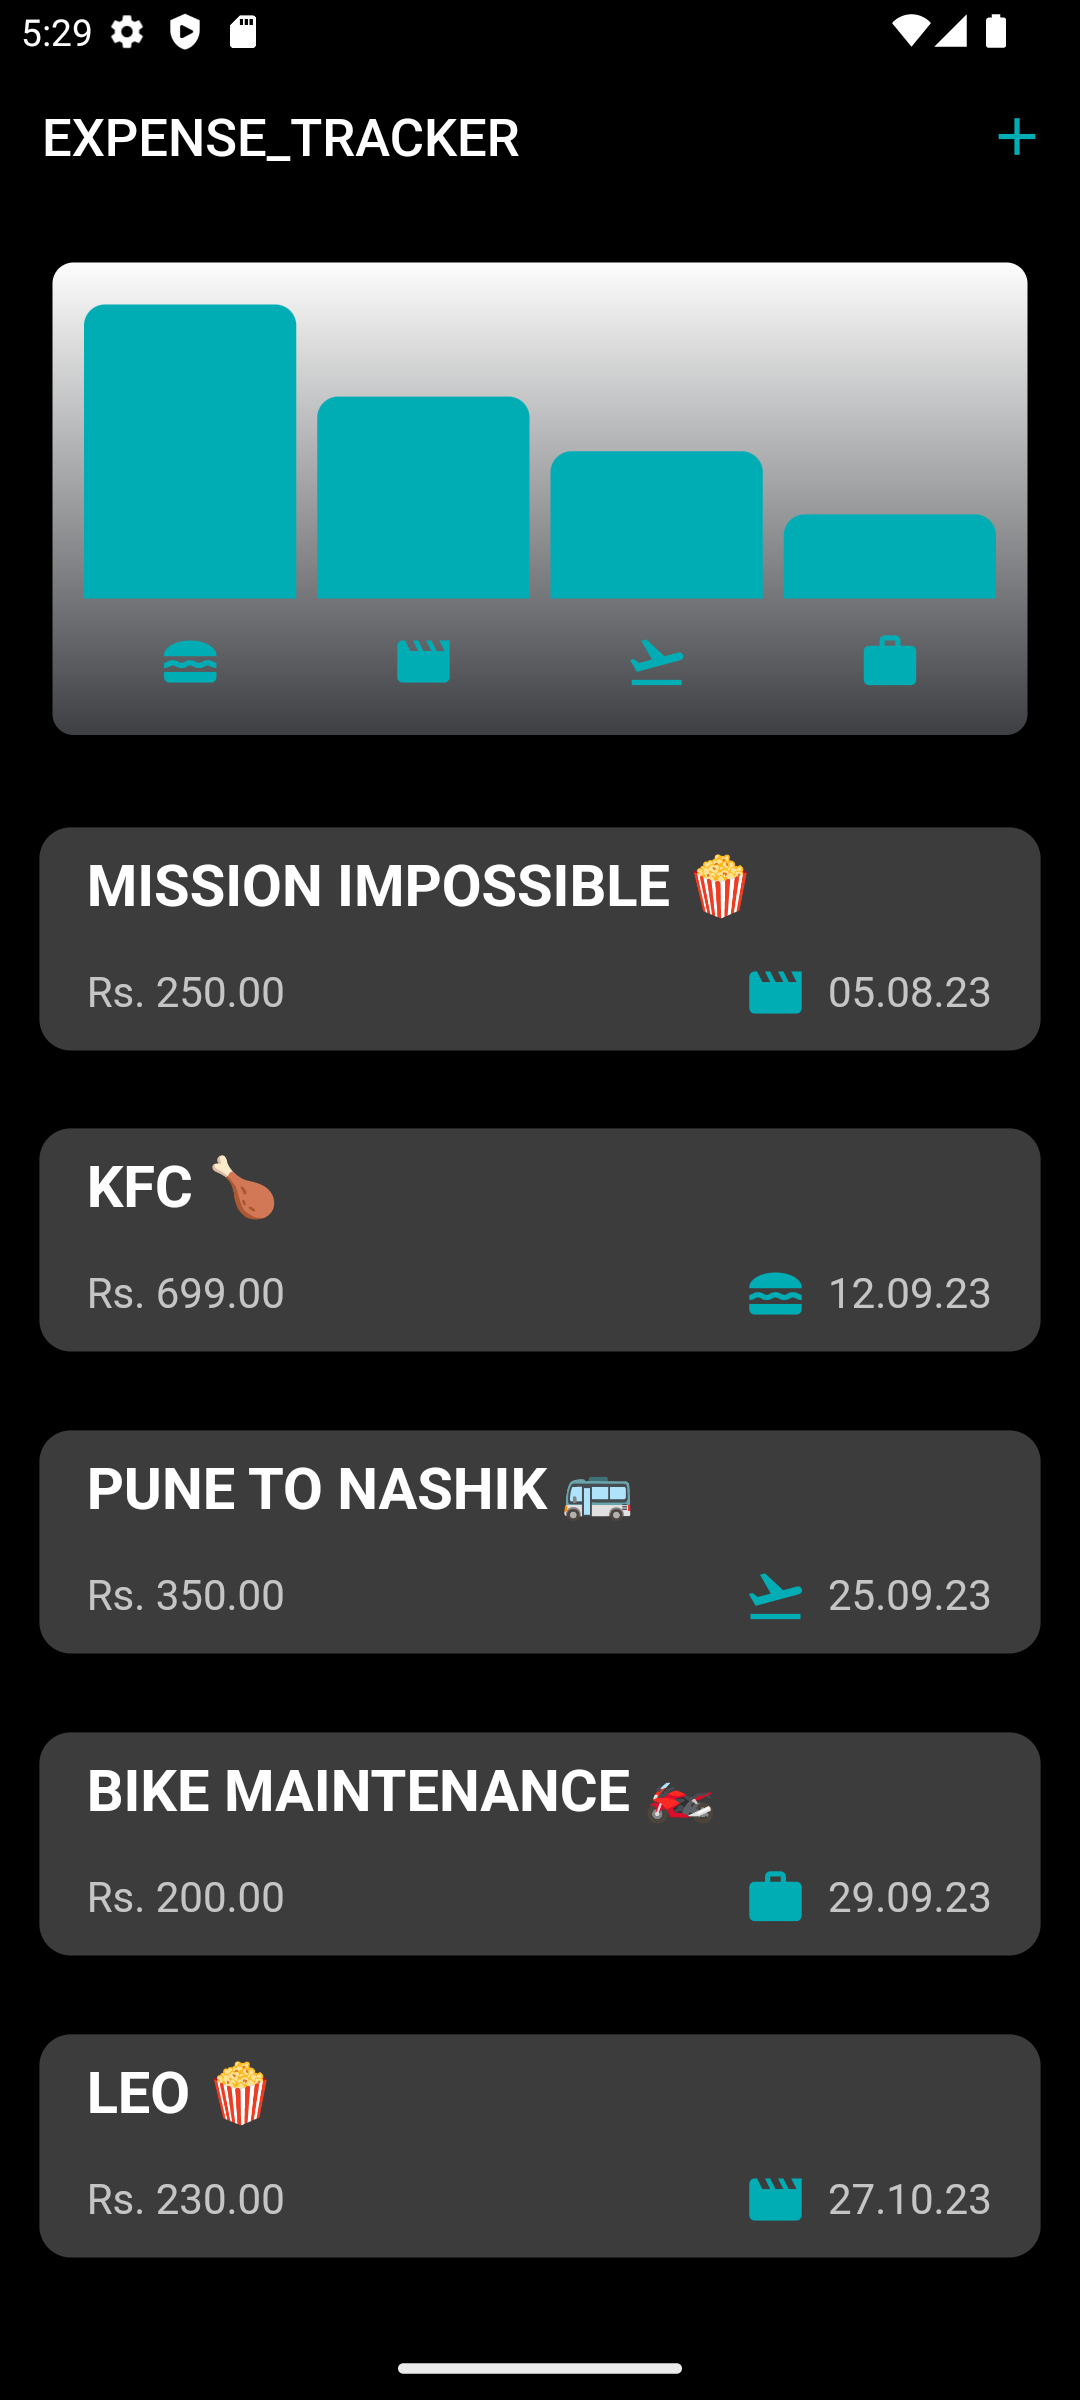 5:29
EXPENSE_TRACKER
MISSION IMPOSSIBLE 🍿
Rs. 250.00 05.08.23
KFC 🍗
Rs. 699.00 12.09.23
PUNE TO NASHIK 🚌
Rs. 350.00 25.09.23
BIKE MAINTENANCE 🏍️
Rs. 200.00 29.09.23
LEO 🍿
Rs. 230.00 27.10.23